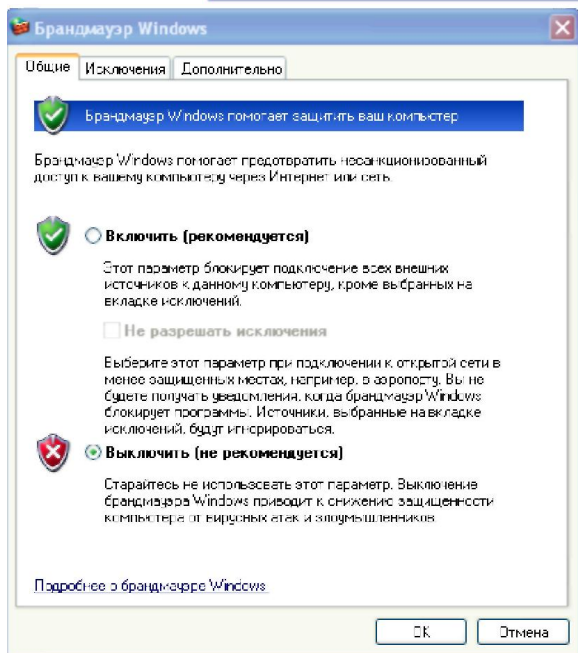 Брандмауэр Windows
Общие Исключения Дополнительно
Брандмауэр Windows помогает защитить ваш компьютер
Брандмауэр Windows помогает предотвратить несанкционированный
доступ к вашему компьютеру через Интернет или сеть.
Включить (рекомендуется)
Этот параметр блокирует подключение всех внешних
источников к данному компьютеру, кроме выбранных на
вкладке исключений.
Не разрешать исключения
Выберите этот параметр при подключении к открытой сети в
менее защищенных местах, например, в аэропорту. Вы не
будете получать уведомления, когда брандмауэр Windows
блокирует программы. Источники, выбранные на вкладке
исключений, будут игнорироваться.
Выключить (не рекомендуется)
Старайтесь не использовать этот параметр. Выключение
брандмауэра Windows приводит к снижению защищенности
компьютера от вирусных атак и злоумышленников.
Подробнее о брандмауэре Windows
OK Отмена